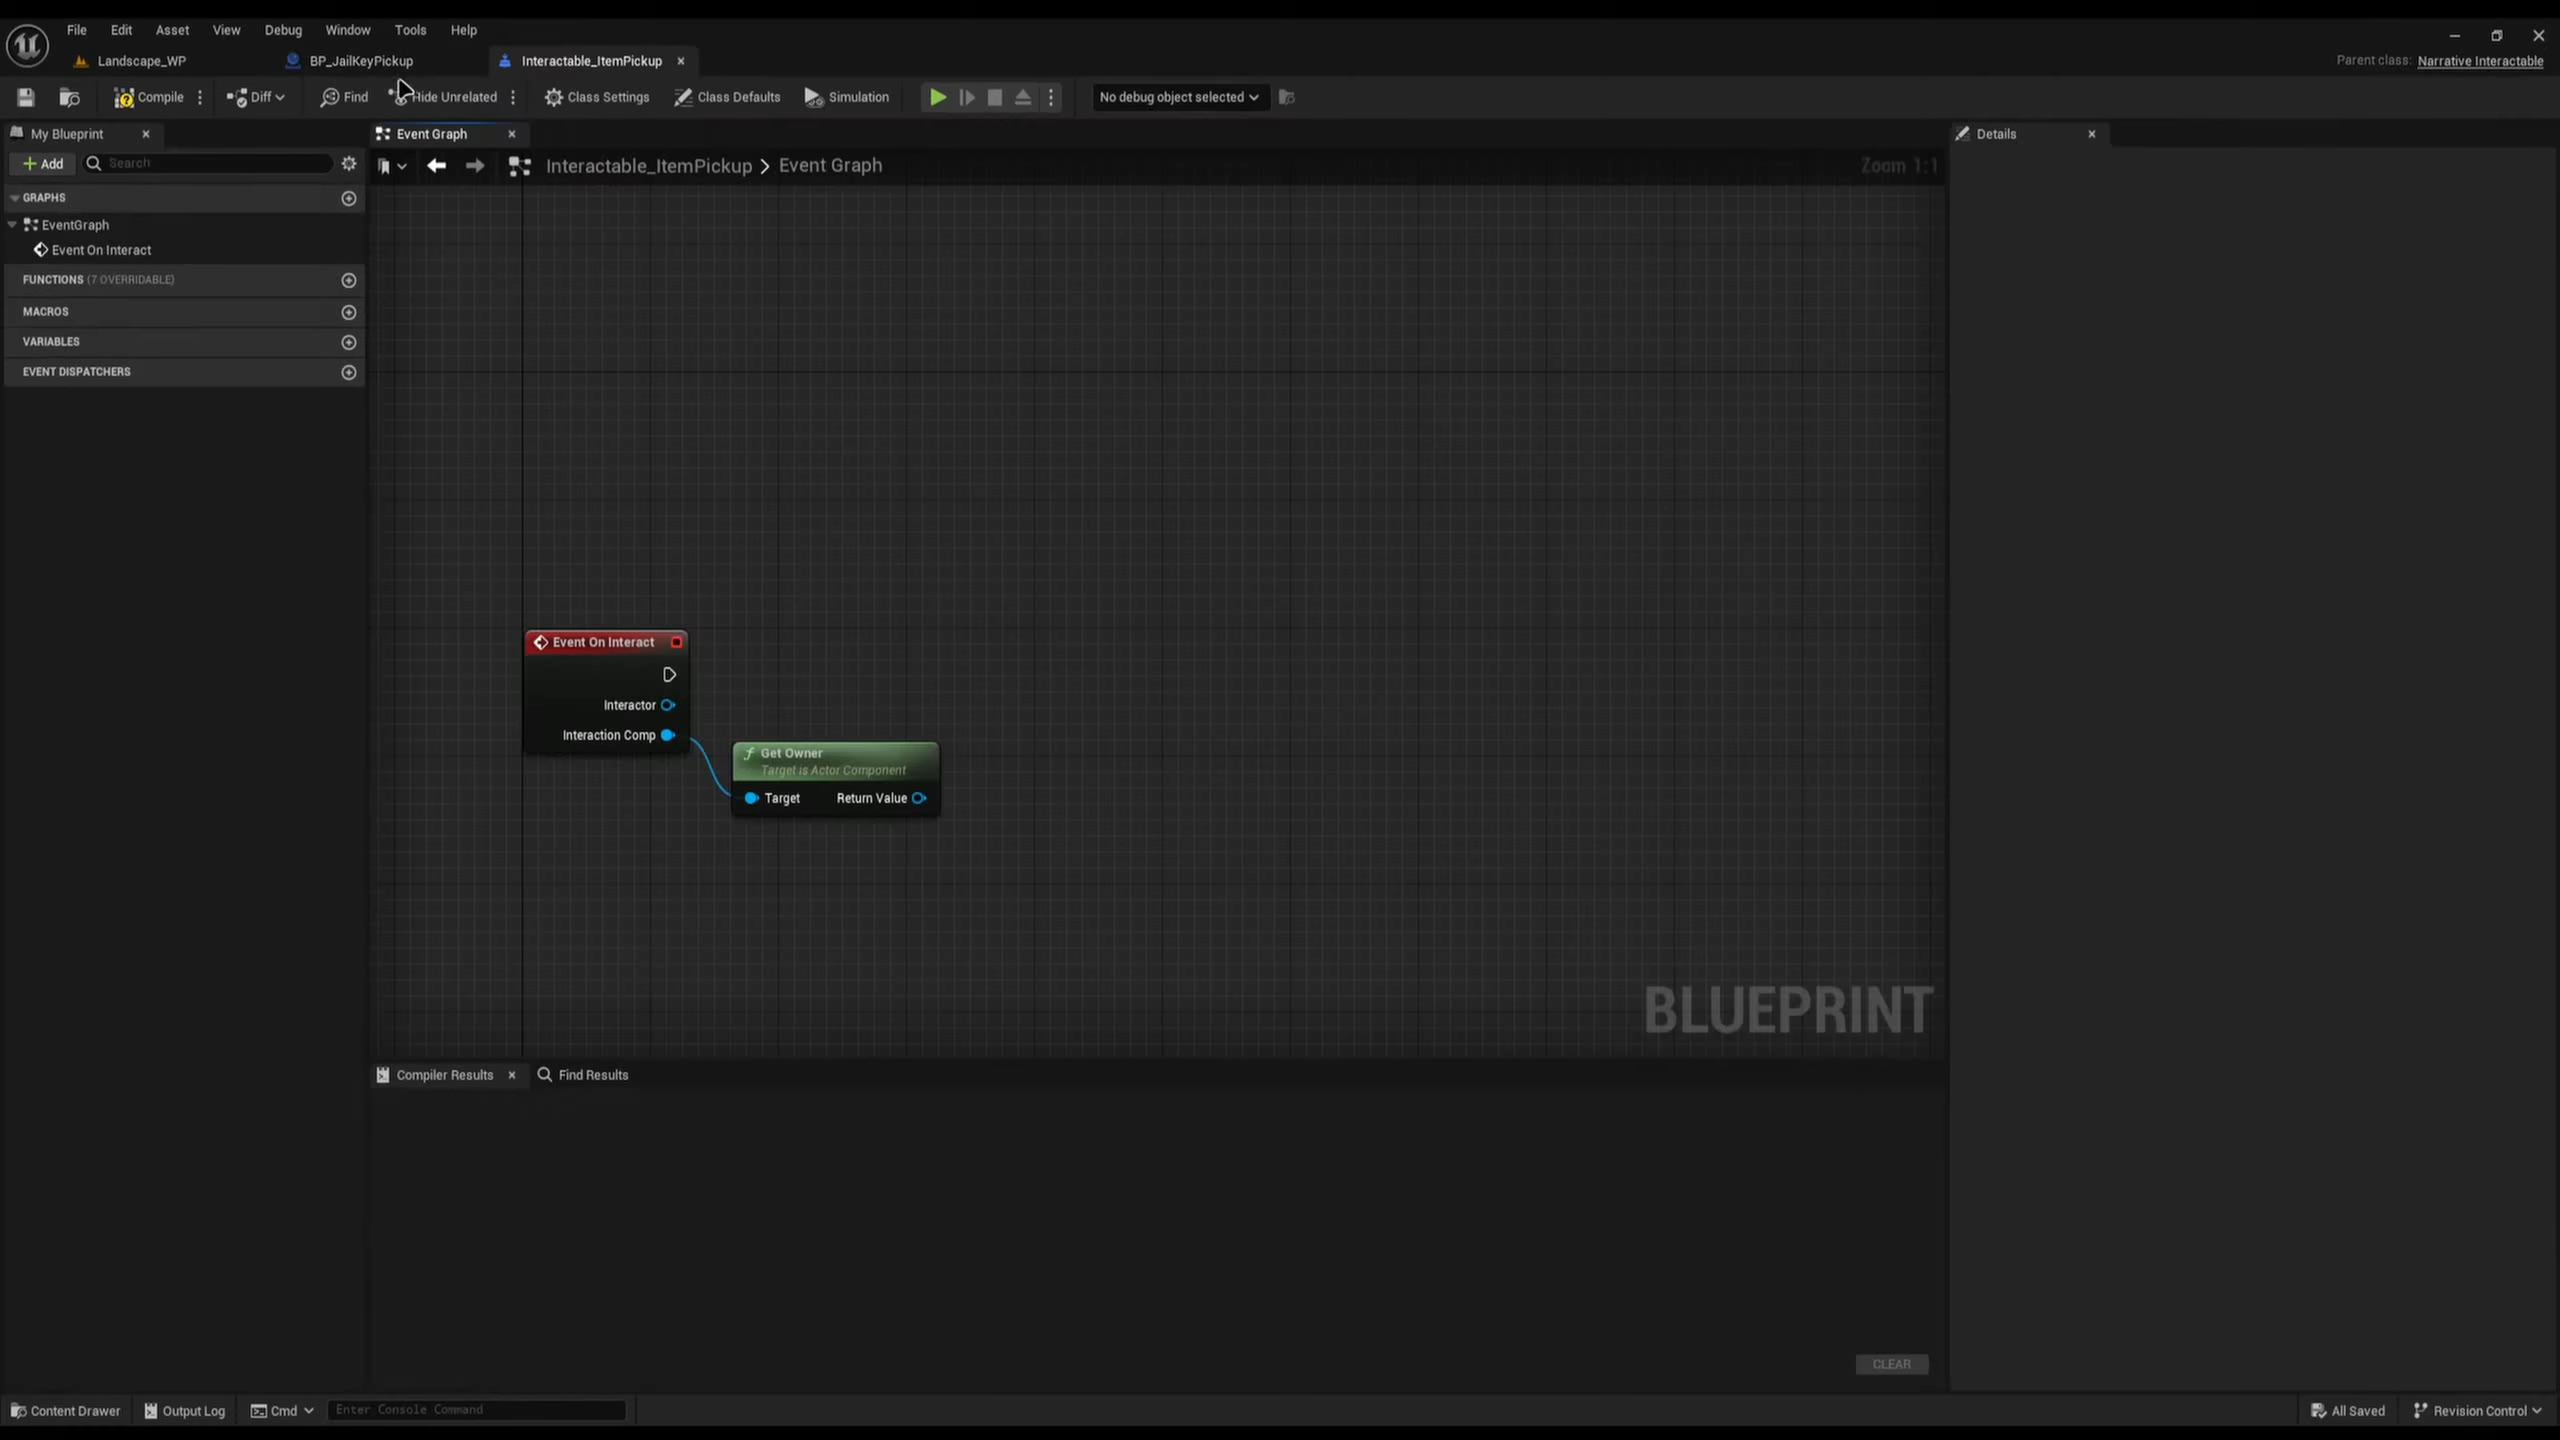 File Edit Asset View Debug Window Tools Help
Landscape_WP BP_JailKeyPickup Interactable_ItemPickup
Parent class: Narrative Interactable
Compile Diff Find Hide Unrelated Class Settings Class Defaults Simulation No debug object selected
My Blueprint
Event Graph
Details
Add Search
Interactable_ItemPickup > Event Graph
Zoom 1:1
GRAPHS
EventGraph
Event On Interact
FUNCTIONS (7 OVERRIDABLE)
MACROS
VARIABLES
EVENT DISPATCHERS
Event On Interact
Interactor
Interaction Comp
Get Owner
Target is Actor Component
Target Return Value
BLUEPRINT
Compiler Results Find Results
CLEAR
Content Drawer Output Log Cmd Enter Console Command All Saved Revision Control